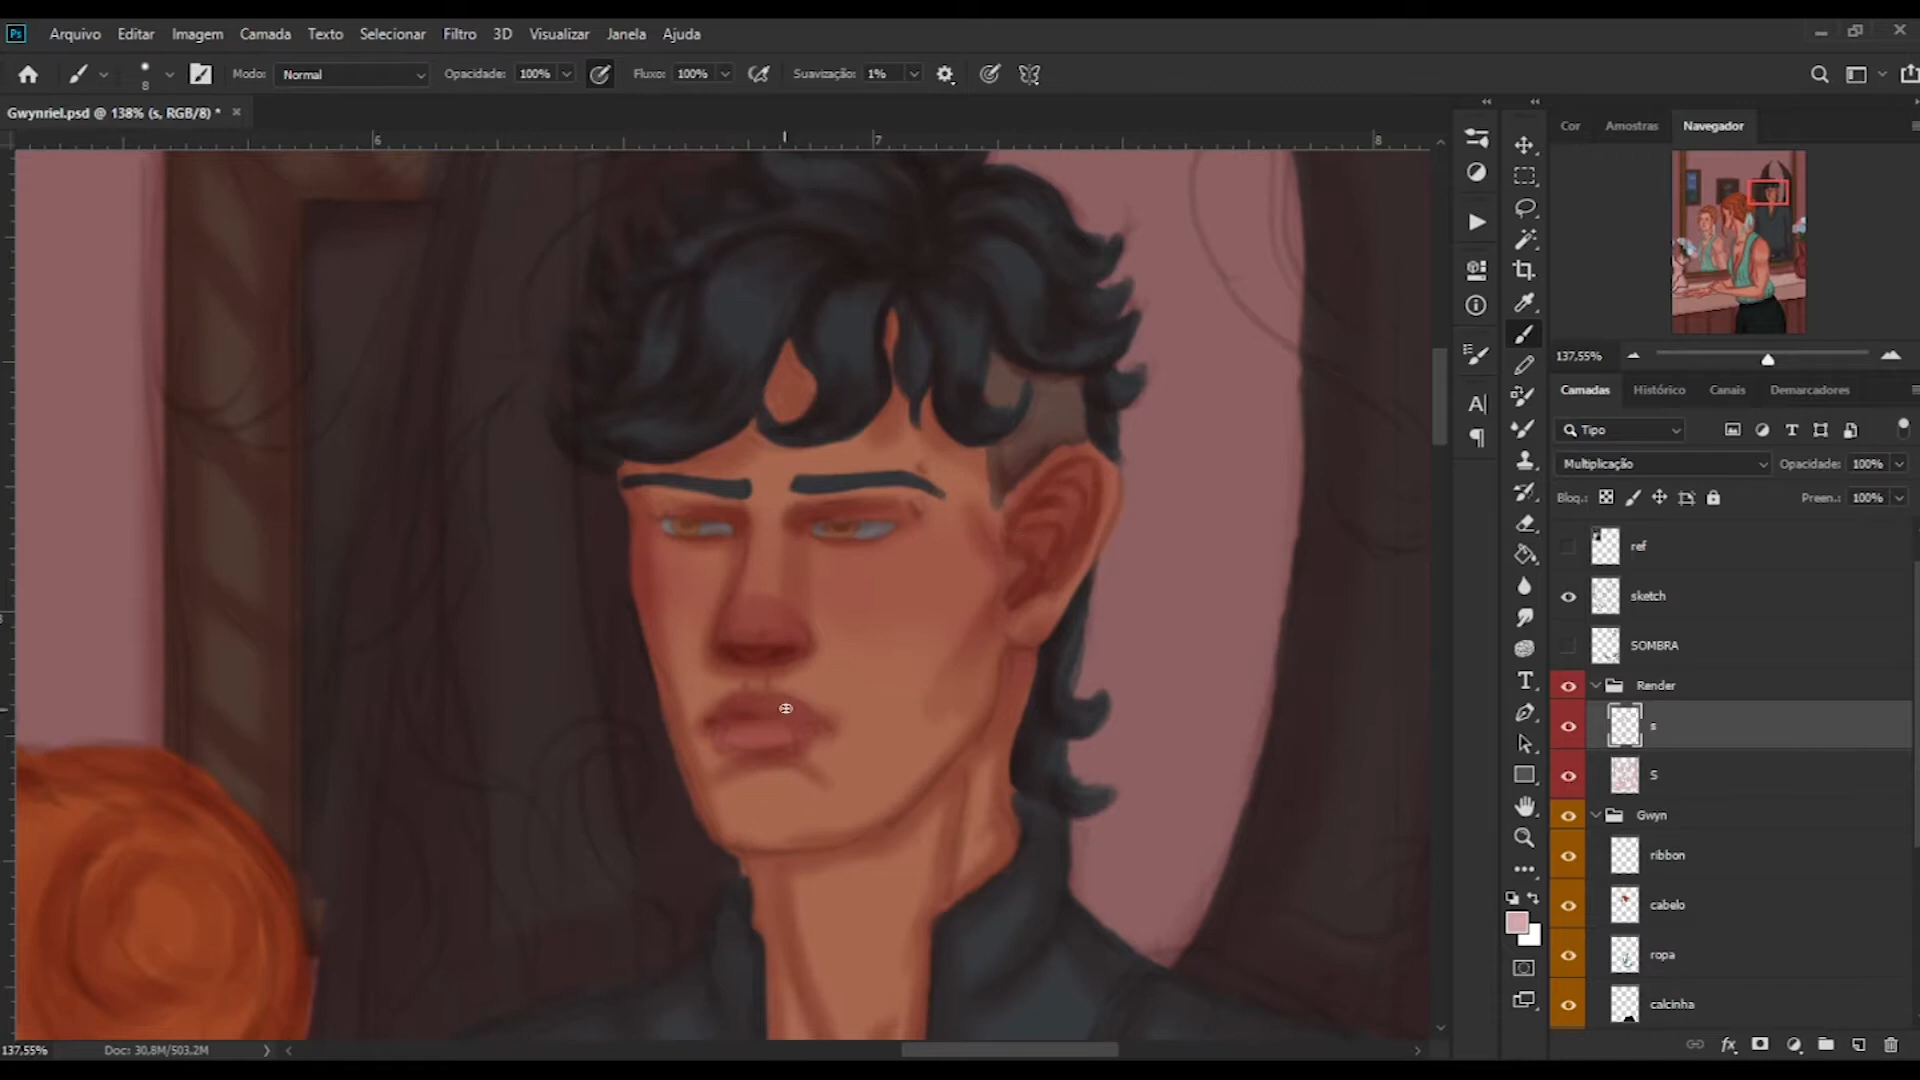 Ps Arquivo Editar Imagem Camada Texto Selecionar Filtro 3D Visualizar Janela Ajuda
8 Modo: Normal Opacidade: 100% Fluxo: 100% Suavização: 1%
Gwynriel.psd @ 138% (s, RGB/8) *
6 7 8
Cor Amostras Navegador
137,55%
Camadas Histórico Canais Demarcadores
Tipo
Multiplicação Opacidade: 100%
Bloq.: Preen.: 100%
ref
sketch
SOMBRA
Render
s
S
Gwyn
ribbon
cabelo
ropa
calcinha
137,55% Doc: 30,8M/503,2M